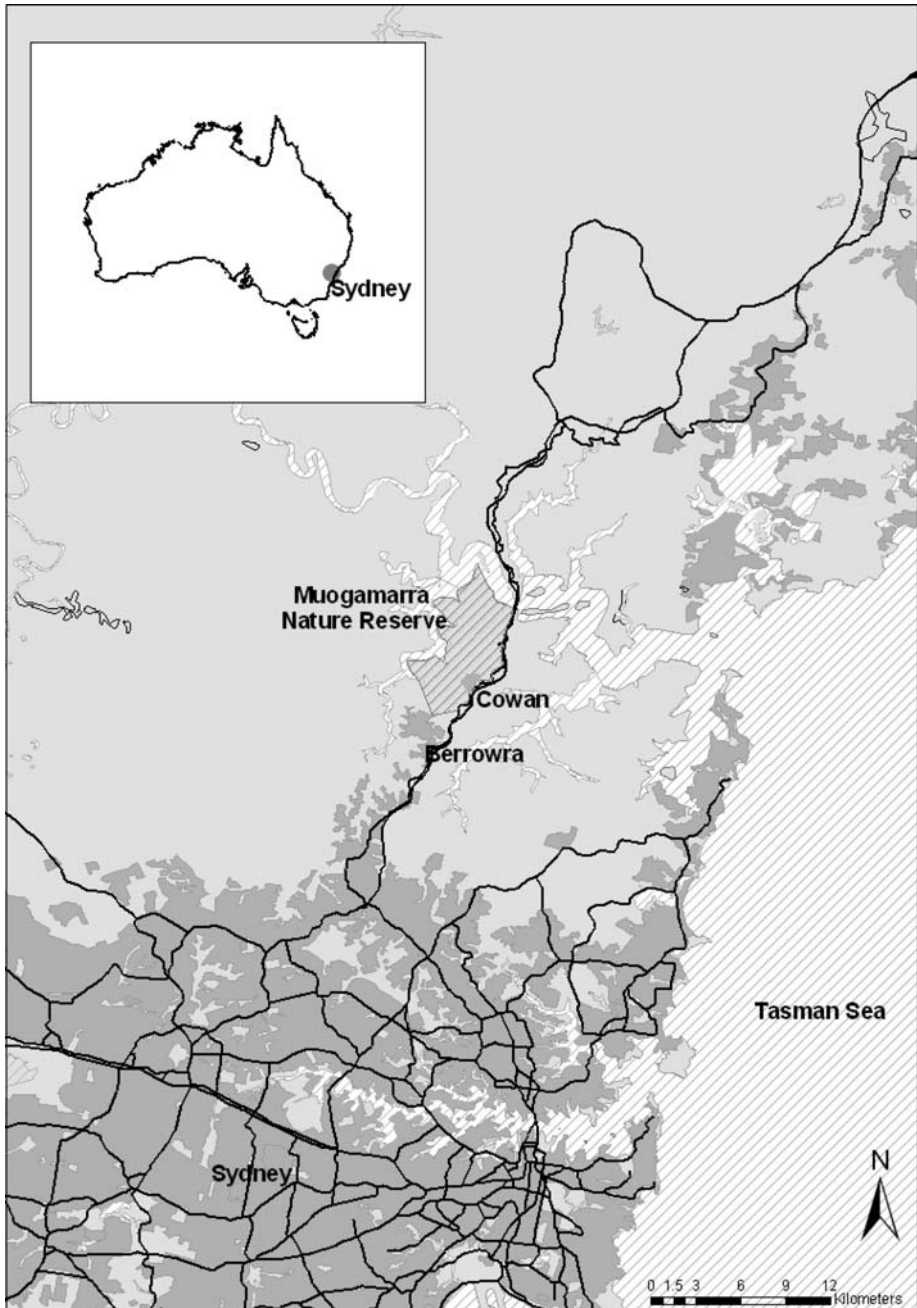 Sydney
Muogamarra
Nature Reserve
Cowan
Berrowra
Tasman Sea
Sydney
N
0 1.5 3 6 9 12
Kilometers